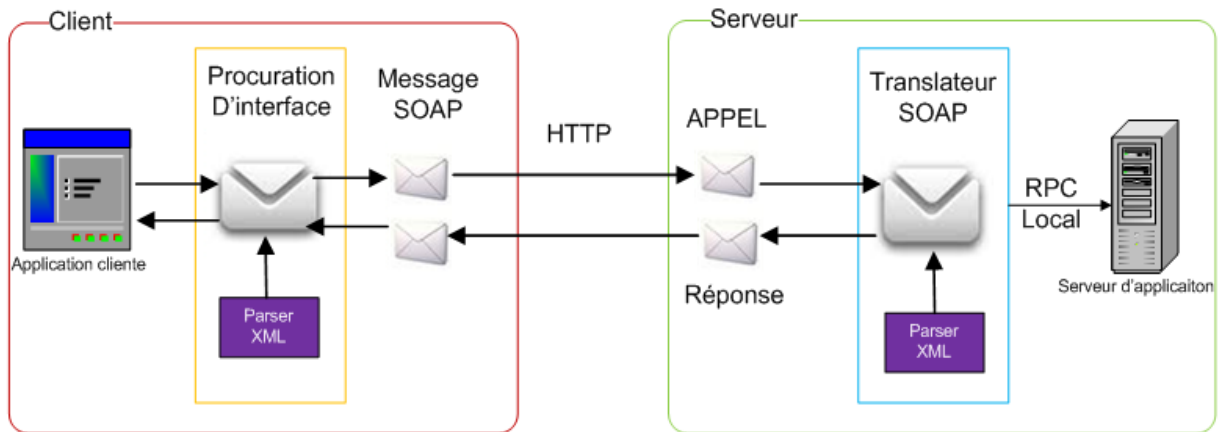 Client
Procuration
D'interface
Message
SOAP
Application cliente
Parser
XML
HTTP
Serveur
APPEL
Réponse
Translateur
SOAP
Parser
XML
RPC
Local
Serveur d'applicaiton